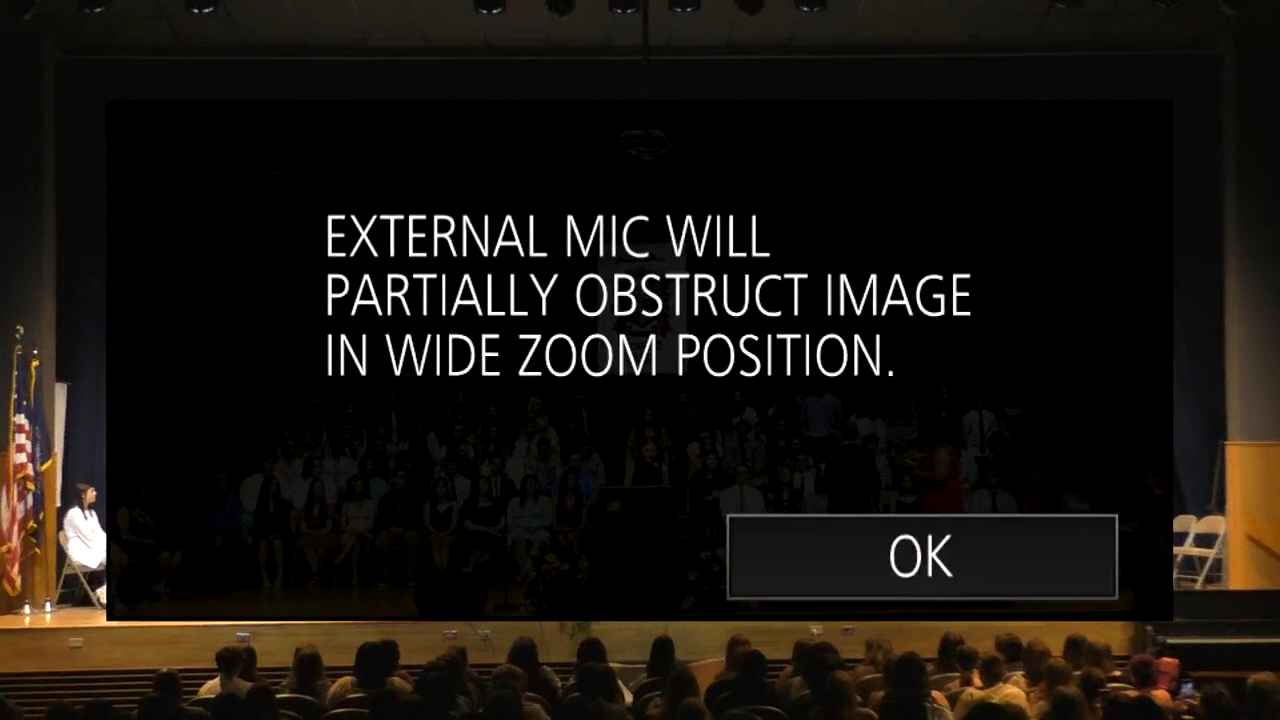 EXTERNAL MIC WILL
PARTIALLY OBSTRUCT IMAGE
IN WIDE ZOOM POSITION.
OK